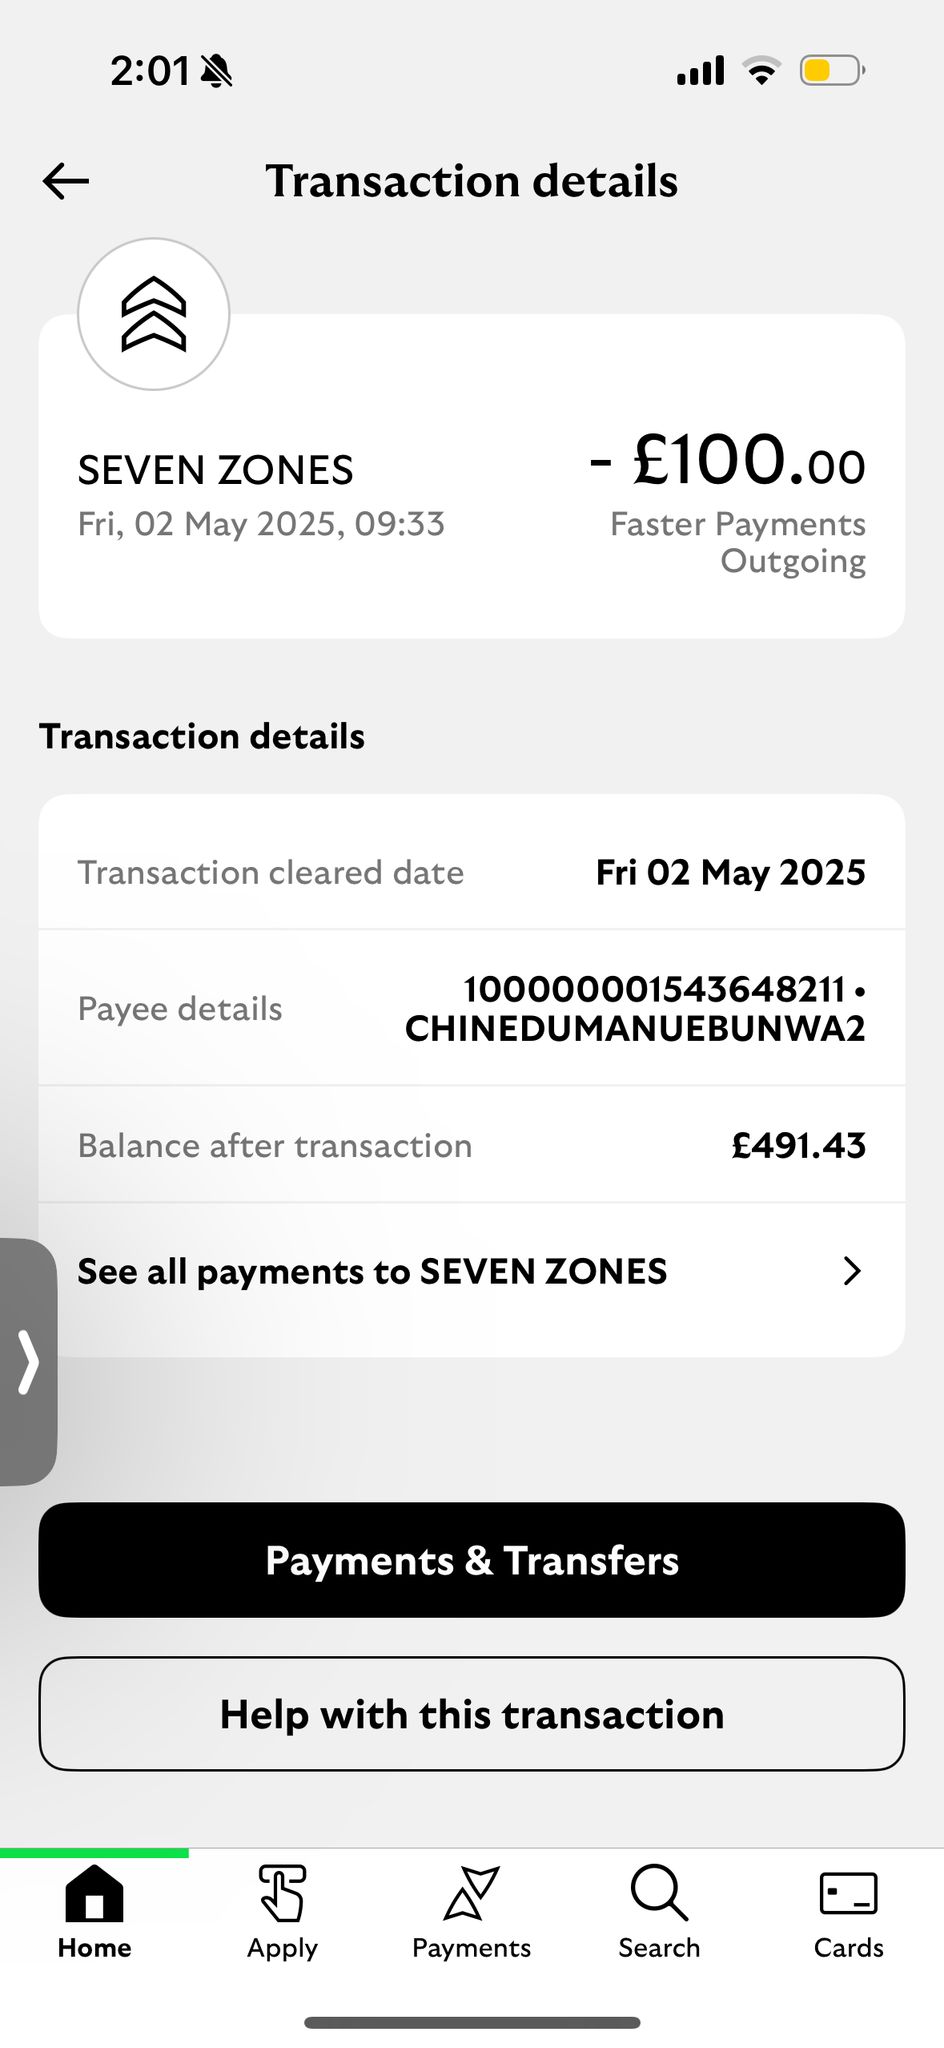 2:01
Transaction details
SEVEN ZONES
- £100.00
Fri, 02 May 2025, 09:33
Faster Payments
Outgoing
Transaction details
Transaction cleared date
Fri 02 May 2025
Payee details
100000001543648211 •
CHINEDUMANUEBUNWA2
Balance after transaction
£491.43
See all payments to SEVEN ZONES
Payments & Transfers
Help with this transaction
Home
Apply
Payments
Search
Cards